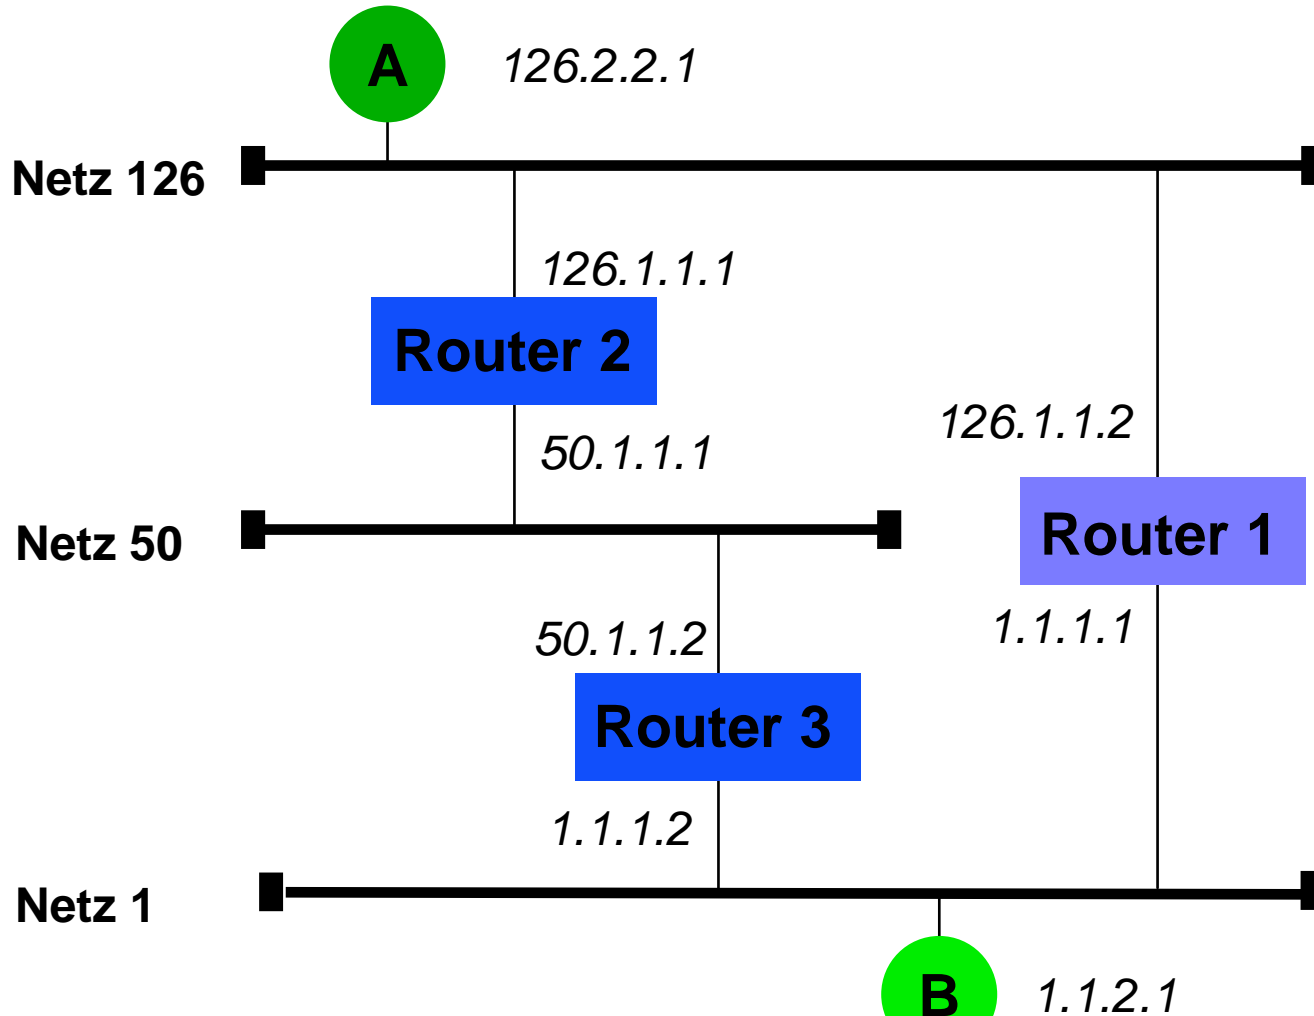 A
126.2.2.1
Netz 126
126.1.1.1
Router 2
126.1.1.2
50.1.1.1
Netz 50
Router 1
50.1.1.2
1.1.1.1
Router 3
1.1.1.2
Netz 1
B
1.1.2.1